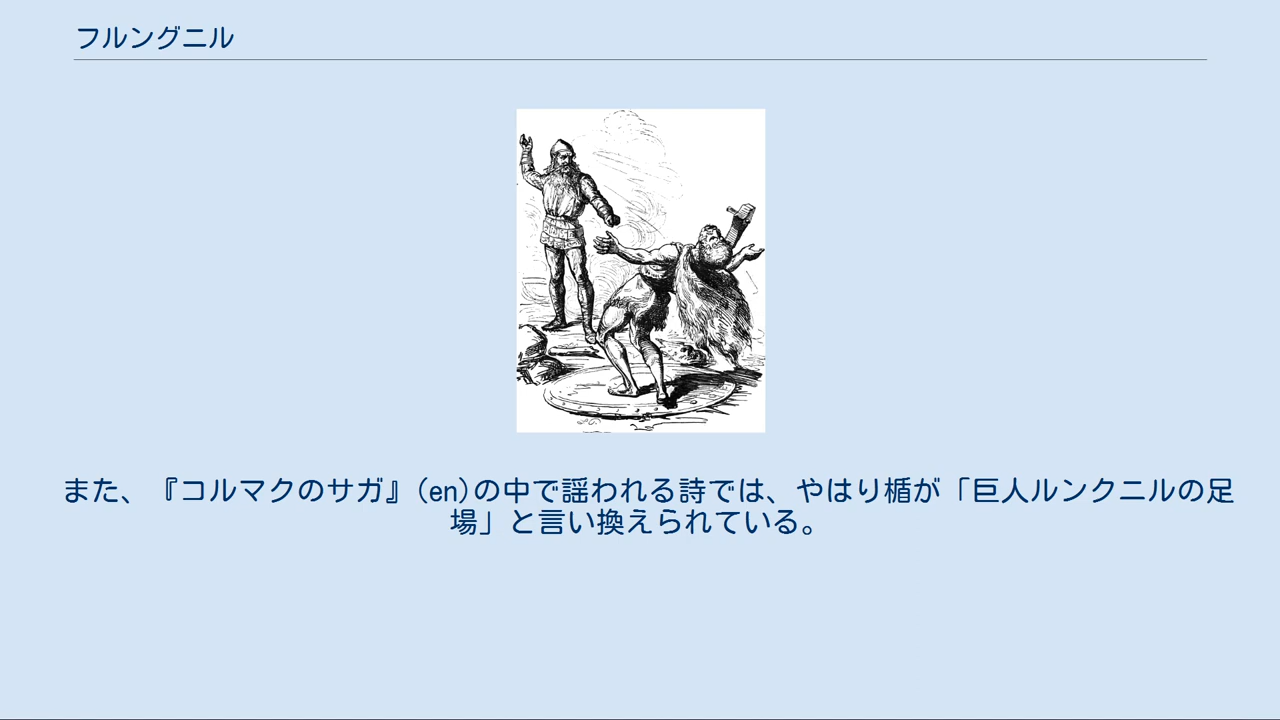 フルングニル
また、『コルマクのサガ』(en)の中で謡われる詩では、やはり楯が「巨人ルンクニルの足
場」と言い換えられている。